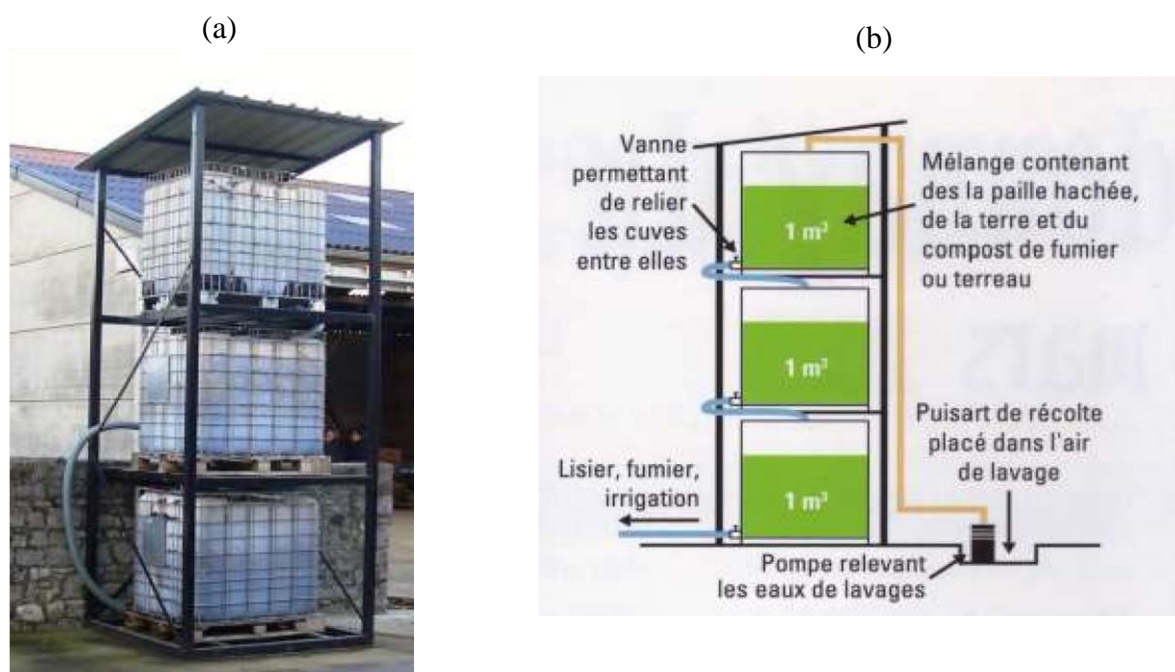 (a)
(b)
Vanne
permettant
de relier
les cuves
entre elles
Mélange contenant
des la paille hachée,
de la terre et du
compost de fumier
ou terreau
1 m³
1 m³
1 m³
Puisart de récolte
placé dans l'air
de lavage
Lisier, fumier,
irrigation
Pompe relevant
les eaux de lavages